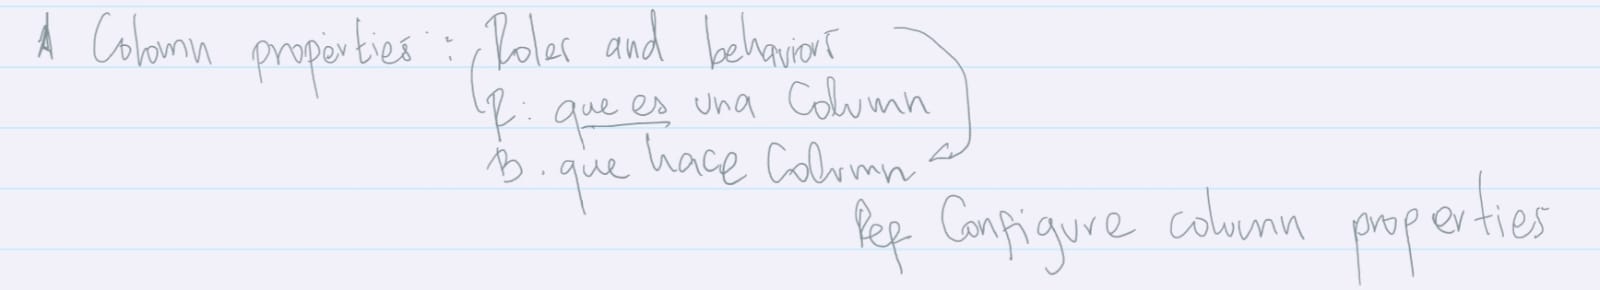 Column properties: Roles and behaviors
R: que es una Column
B. que hace Column
Ref Configure column properties